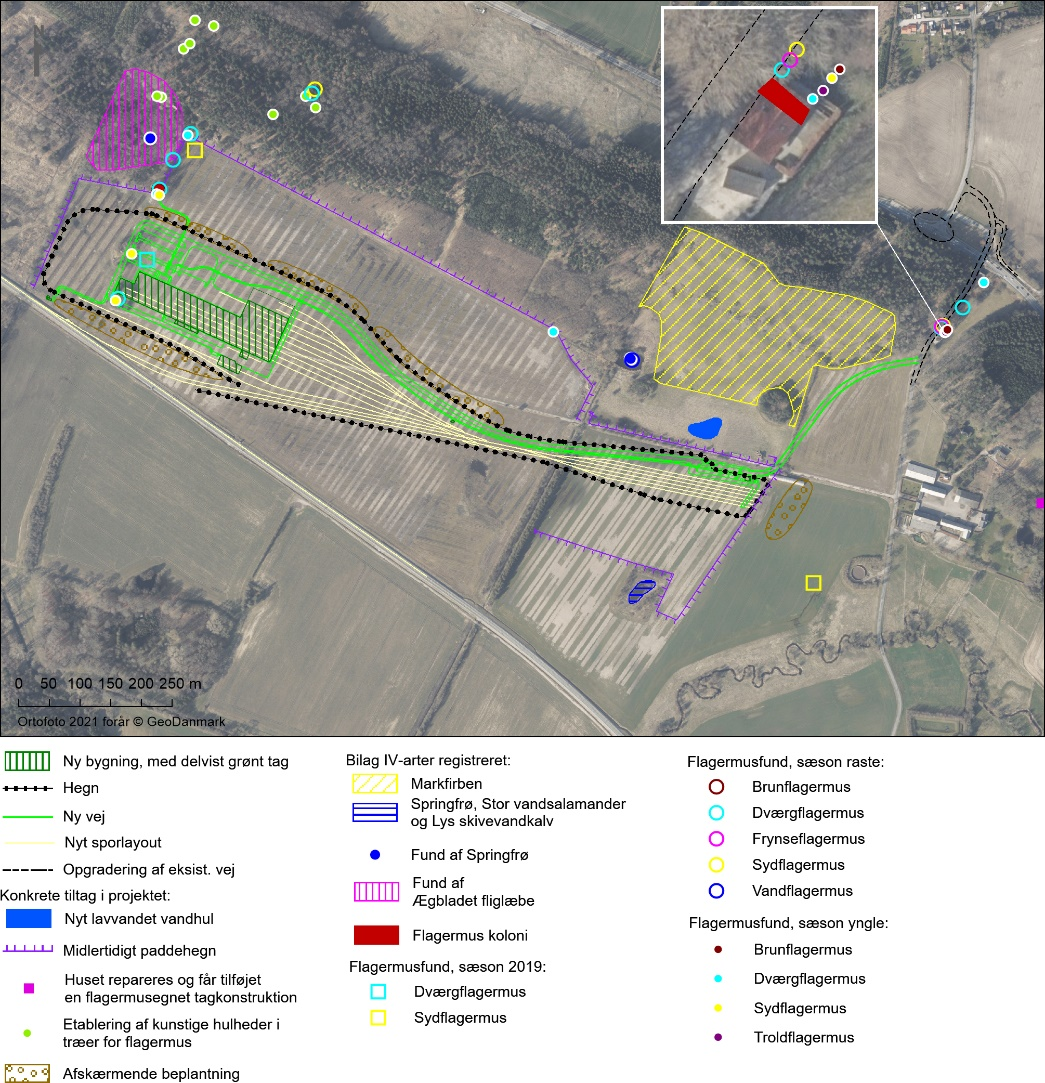 0 50 100 150 200 250 m
Ortofoto 2021 forår © GeoDanmark
Ny bygning, med delvist grønt tag
Hegn
Ny vej
Nyt sporlayout
Opgradering af eksist. vej
Konkrete tiltag i projektet:
Nyt lavvandet vandhul
Midlertidigt paddehegn
Huset repareres og får tilføjet
en flagermusegnet tagkonstruktion
Etablering af kunstige hulheder i
træer for flagermus
Afskærmende beplantning
Bilag IV-arter registreret:
Markfirben
Springfrø, Stor vandsalamander
og Lys skivevandkalv
Fund af Springfrø
Fund af
Ægbladet fliglæbe
Flagermus koloni
Flagermusfund, sæson 2019:
Dværgflagermus
Sydflagermus
Flagermusfund, sæson raste:
Brunflagermus
Dværgflagermus
Frynseflagermus
Sydflagermus
Vandflagermus
Flagermusfund, sæson yngle:
Brunflagermus
Dværgflagermus
Sydflagermus
Troldflagermus